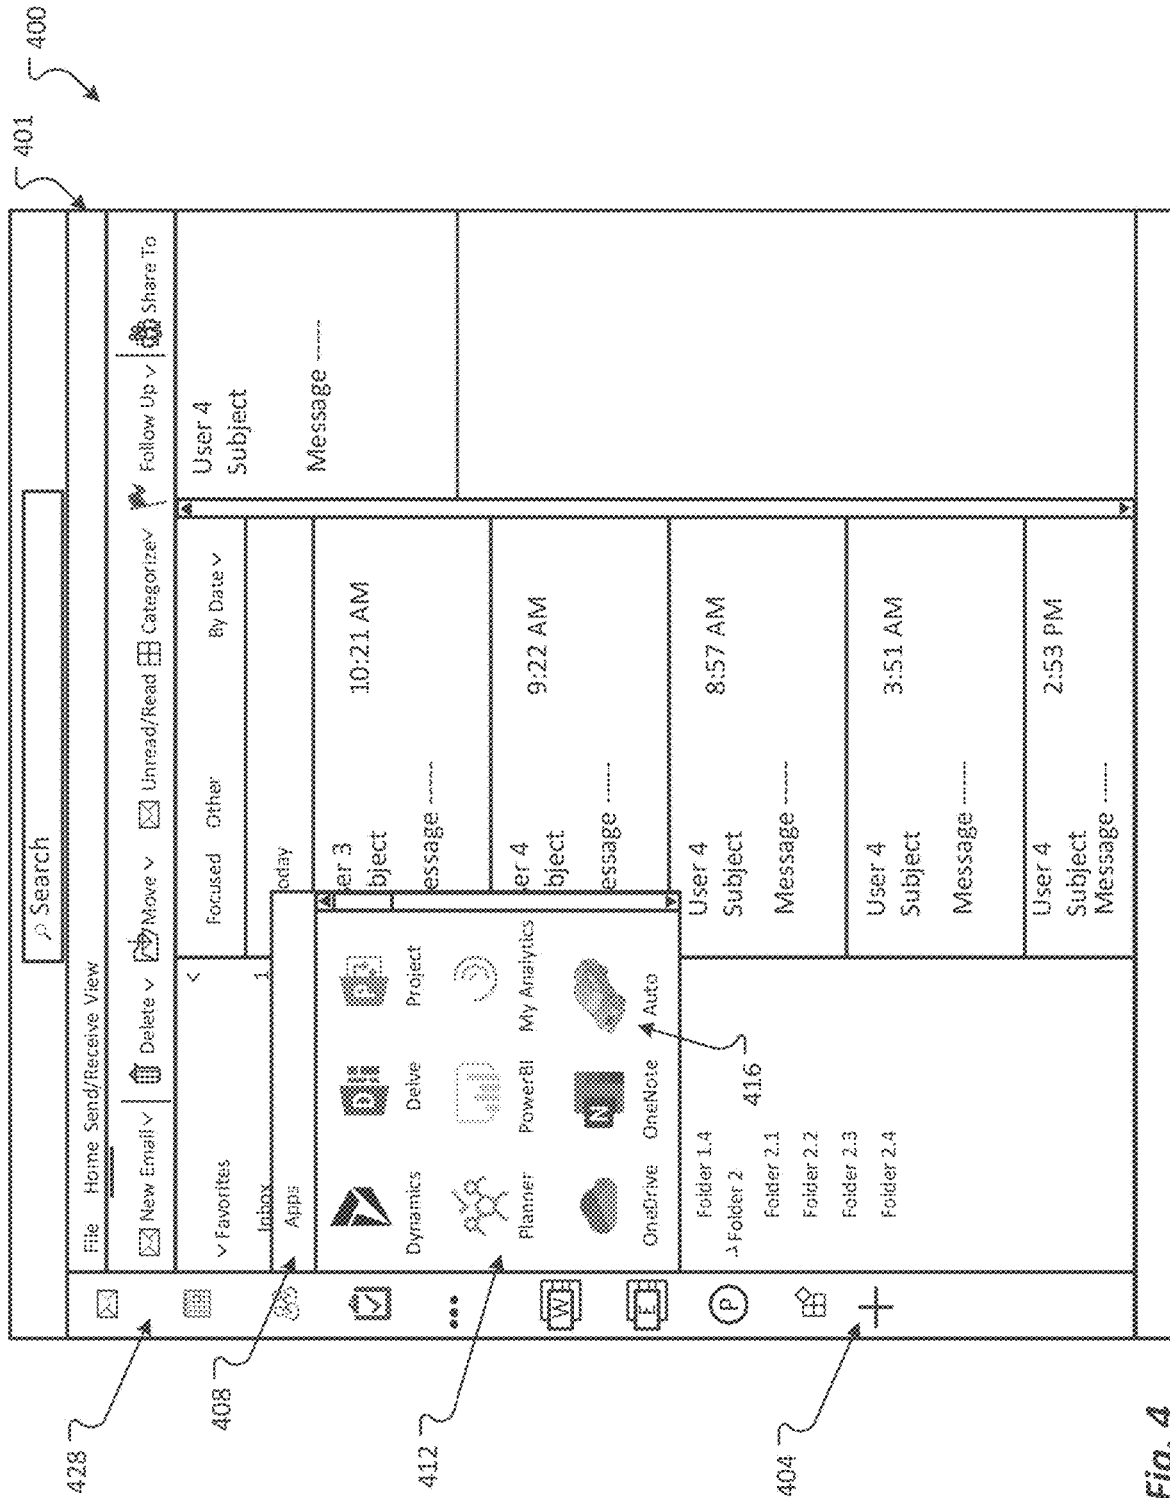 400
401
Search
File Home Send/Receive View
New Email Delete Move Unread/Read Categorize Follow Up Share To
Favorites <
Inbox 1
Focused Other By Date
oday
Apps
Dynamics Delve Project
Planner PowerBI My Analytics
OneDrive OneNote Auto
D
P
N
er 3
bject 10:21 AM
essage ------
er 4
bject 9:22 AM
essage ------
User 4
Subject 8:57 AM
Message ------
User 4
Subject 3:51 AM
Message ------
User 4
Subject 2:53 PM
Message ------
User 4
Subject
Message ------
Folder 1.4
Folder 2
Folder 2.1
Folder 2.2
Folder 2.3
Folder 2.4
W
E
P
428
408
412
416
404
Fig. 4